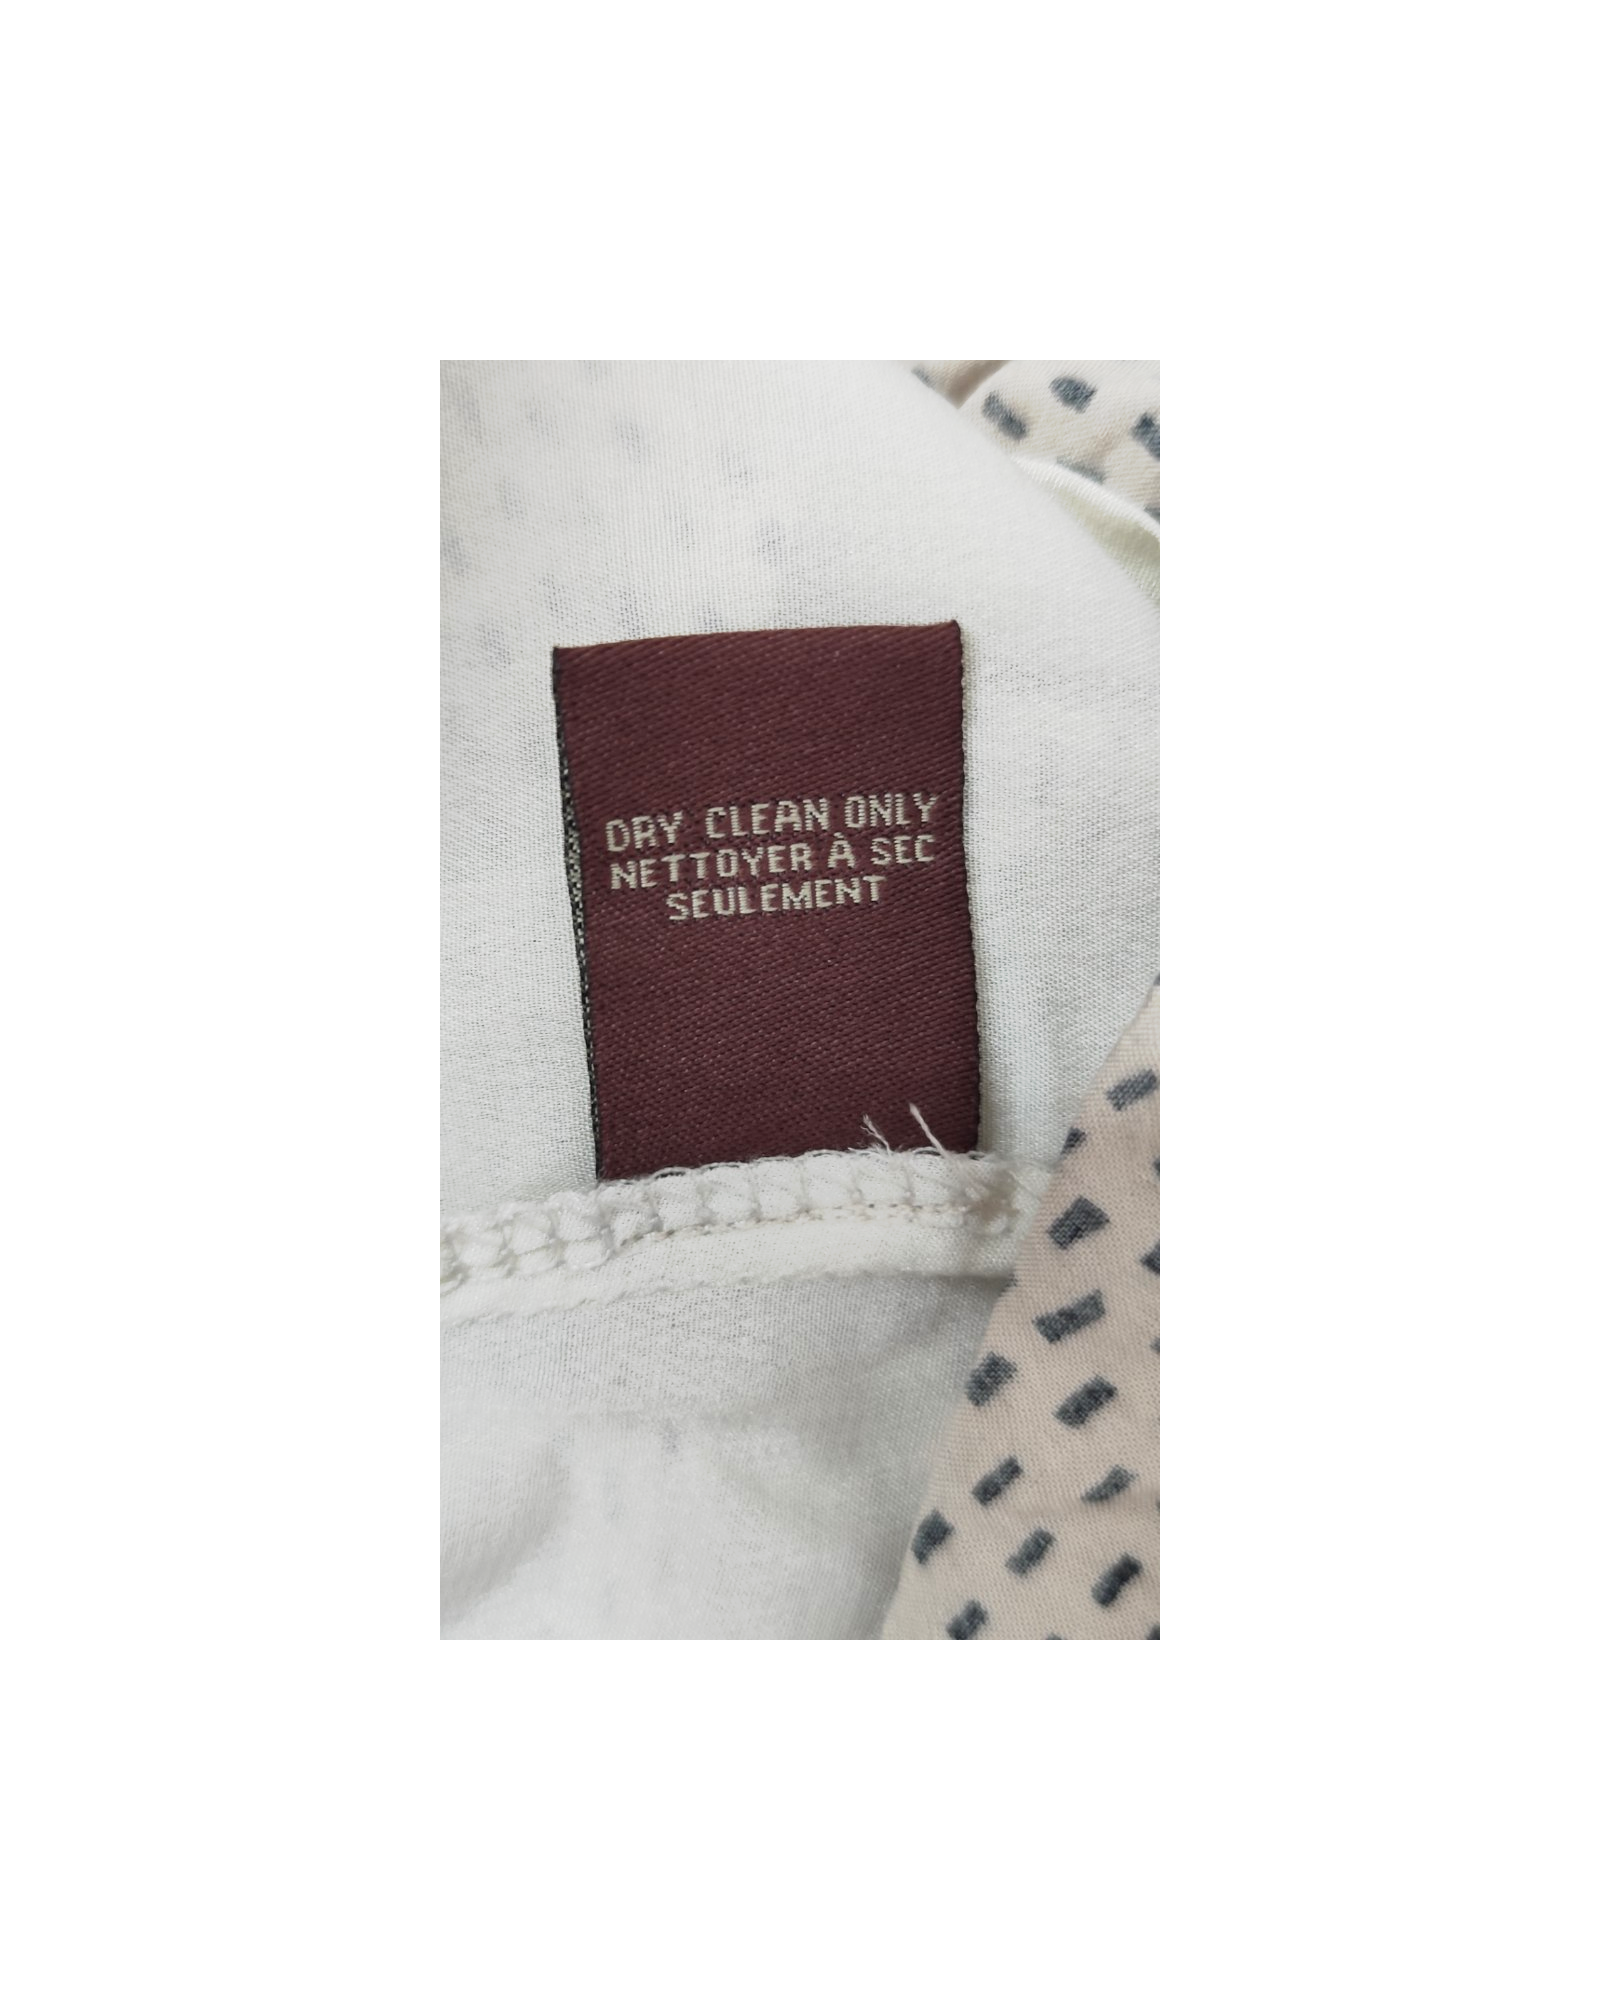 DRY CLEAN ONLY
NETTOYER À SEC
SEULEMENT